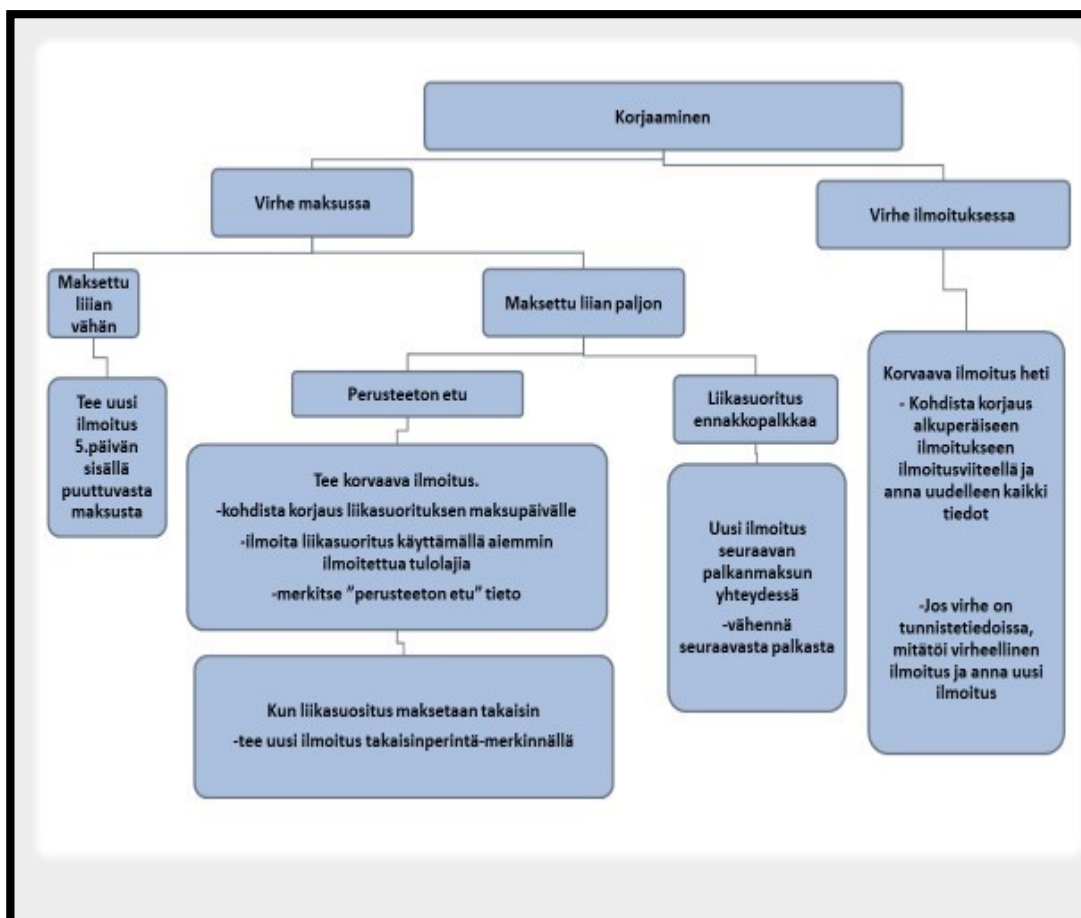 Korjaaminen
Virhe maksussa
Virhe ilmoituksessa
Maksettu
liiian
vähän
Maksettu liian paljon
Tee uusi
ilmoitus
5.päivän
sisällä
puuttuvasta
maksusta
Perusteeton etu
Liikasuoritus
ennakkopalkkaa
Tee korvaava ilmoitus.
-kohdista korjaus liikasuorituksen maksupäivälle
-ilmoita liikasuoritus käyttämällä aiemmin
ilmoitettua tulolajia
-merkitse ”perusteeton etu” tieto
Kun liikasuositus maksetaan takaisin
-tee uusi ilmoitus takaisinperintä-merkinnällä
Uusi ilmoitus
seuraavan
palkanmaksun
yhteydessä
-vähennä
seuraavasta palkasta
Korvaava ilmoitus heti
- Kohdista korjaus
alkuperäiseen
ilmoitukseen
ilmoitusviiteellä ja
anna uudelleen kaikki
tiedot
-Jos virhe on
tunnistetiedoissa,
mitätöi virheellinen
ilmoitus ja anna uusi
ilmoitus